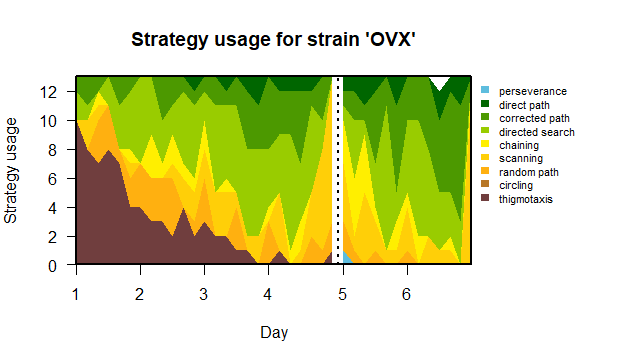 Strategy usage for strain 'OVX'
Strategy usage
12
10
8
6
4
2
0
1
2
3
4
5
6
Day
perseverance
direct path
corrected path
directed search
chaining
scanning
random path
circling
thigmotaxis